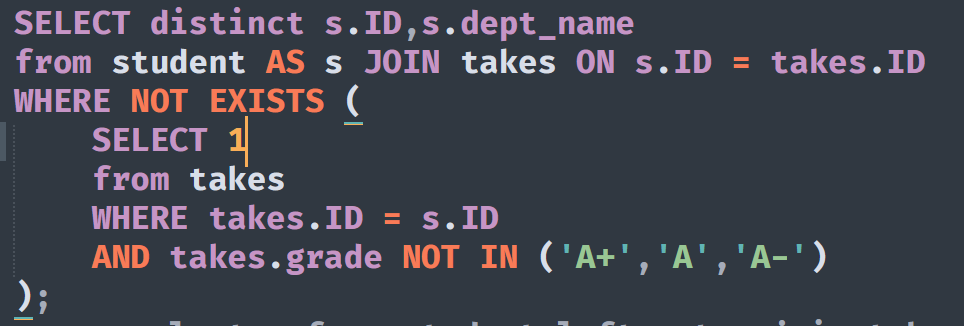 SELECT distinct s.ID,s.dept_name
from student AS s JOIN takes ON s.ID = takes.ID
WHERE NOT EXISTS (
    SELECT 1
    from takes
    WHERE takes.ID = s.ID
    AND takes.grade NOT IN ('A+','A','A-')
);